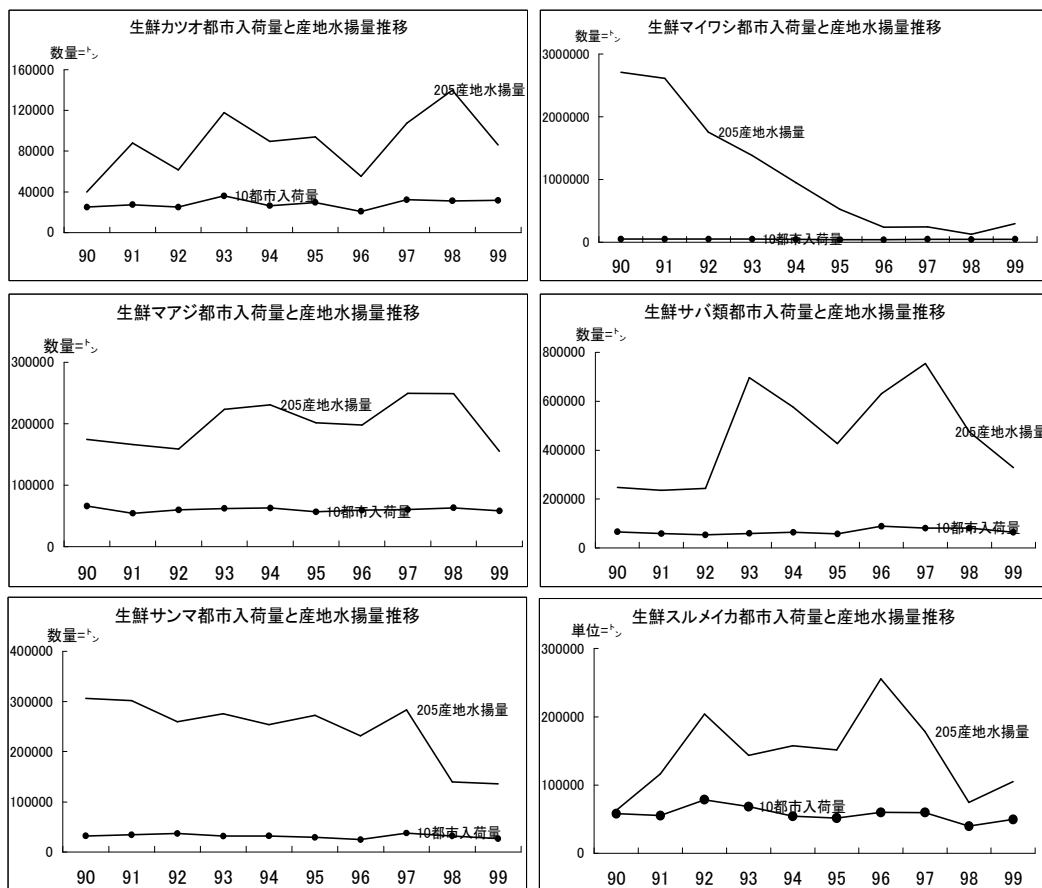 生鮮カツオ都市入荷量と産地水揚量推移
数量=㌧
160000
120000
80000
40000
0
205産地水揚量
10都市入荷量
90 91 92 93 94 95 96 97 98 99
生鮮マイワシ都市入荷量と産地水揚量推移
数量=㌧
3000000
2000000
1000000
0
205産地水揚量
10都市入荷量
90 91 92 93 94 95 96 97 98 99
生鮮マアジ都市入荷量と産地水揚量推移
数量=㌧
300000
200000
100000
0
205産地水揚量
10都市入荷量
90 91 92 93 94 95 96 97 98 99
生鮮サバ類都市入荷量と産地水揚量推移
数量=㌧
800000
600000
400000
200000
0
205産地水揚量
10都市入荷量
90 91 92 93 94 95 96 97 98 99
生鮮サンマ都市入荷量と産地水揚量推移
数量=㌧
400000
300000
200000
100000
0
205産地水揚量
10都市入荷量
90 91 92 93 94 95 96 97 98 99
生鮮スルメイカ都市入荷量と産地水揚量推移
単位=㌧
300000
200000
100000
0
205産地水揚量
10都市入荷量
90 91 92 93 94 95 96 97 98 99